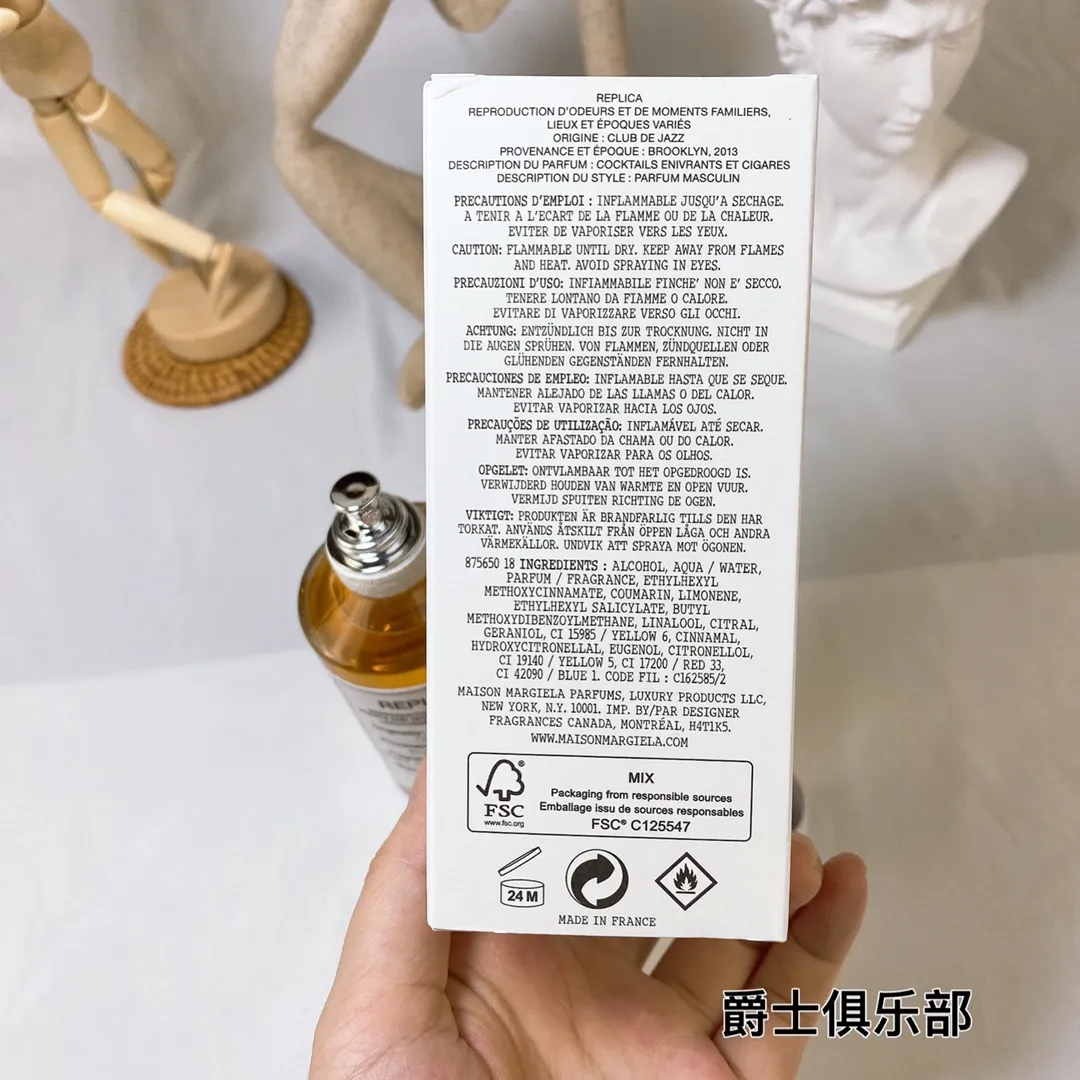 REPLICA
REPRODUCTION D'ODEURS ET DE MOMENTS FAMILIERS,
LIEUX ET ÉPOQUES VARIÉS
ORIGINE : CLUB DE JAZZ
PROVENANCE ET ÉPOQUE : BROOKLYN, 2013
DESCRIPTION DU PARFUM : COCKTAILS ENIVRANTS ET CIGARES
DESCRIPTION DU STYLE : PARFUM MASCULIN
PRECAUTIONS D'EMPLOI : INFLAMMABLE JUSQU'A SECHAGE.
A TENIR A L'ECART DE LA FLAMME OU DE LA CHALEUR.
EVITER DE VAPORISER VERS LES YEUX.
CAUTION: FLAMMABLE UNTIL DRY. KEEP AWAY FROM FLAMES
AND HEAT. AVOID SPRAYING IN EYES.
PRECAUZIONI D'USO: INFIAMMABILE FINCHE' NON E' SECCO.
TENERE LONTANO DA FIAMME O CALORE.
EVITARE DI VAPORIZZARE VERSO GLI OCCHI.
ACHTUNG: ENTZÜNDLICH BIS ZUR TROCKNUNG. NICHT IN
DIE AUGEN SPRÜHEN. VON FLAMMEN, ZÜNDQUELLEN ODER
GLÜHENDEN GEGENSTÄNDEN FERNHALTEN.
PRECAUCIONES DE EMPLEO: INFLAMABLE HASTA QUE SE SEQUE.
MANTENER ALEJADO DE LAS LLAMAS O DEL CALOR.
EVITAR VAPORIZAR HACIA LOS OJOS.
PRECAUÇÕES DE UTILIZAÇÃO: INFLAMÁVEL ATÉ SECAR.
MANTER AFASTADO DA CHAMA OU DO CALOR.
EVITAR VAPORIZAR PARA OS OLHOS.
OPGELET: ONTVLAMBAAR TOT HET OPGEDROOGD IS.
VERWIJDERD HOUDEN VAN WARMTE EN OPEN VUUR.
VERMIJD SPUITEN RICHTING DE OGEN.
VIKTIGT: PRODUKTEN ÄR BRANDFARLIG TILLS DEN HAR
TORKAT. ANVÄNDS ÅTSKILT FRÅN ÖPPEN LÅGA OCH ANDRA
VÄRMEKÄLLOR. UNDVIK ATT SPRAYA MOT ÖGONEN.
875650 18 INGREDIENTS : ALCOHOL, AQUA / WATER,
PARFUM / FRAGRANCE, ETHYLHEXYL
METHOXYCINNAMATE, COUMARIN, LIMONENE,
ETHYLHEXYL SALICYLATE, BUTYL
METHOXYDIBENZOYLMETHANE, LINALOOL, CITRAL,
GERANIOL, CI 15985 / YELLOW 6, CINNAMAL,
HYDROXYCITRONELLAL, EUGENOL, CITRONELLOL,
CI 19140 / YELLOW 5, CI 17200 / RED 33,
CI 42090 / BLUE 1. CODE FIL : C162585/2
MAISON MARGIELA PARFUMS, LUXURY PRODUCTS LLC,
NEW YORK, N.Y. 10001. IMP. BY/PAR DESIGNER
FRAGRANCES CANADA, MONTRÉAL, H4T1K5.
WWW.MAISONMARGIELA.COM
FSC
www.fsc.org
MIX
Packaging from responsible sources
Emballage issu de sources responsables
FSC® C125547
24 M
MADE IN FRANCE
爵士俱乐部